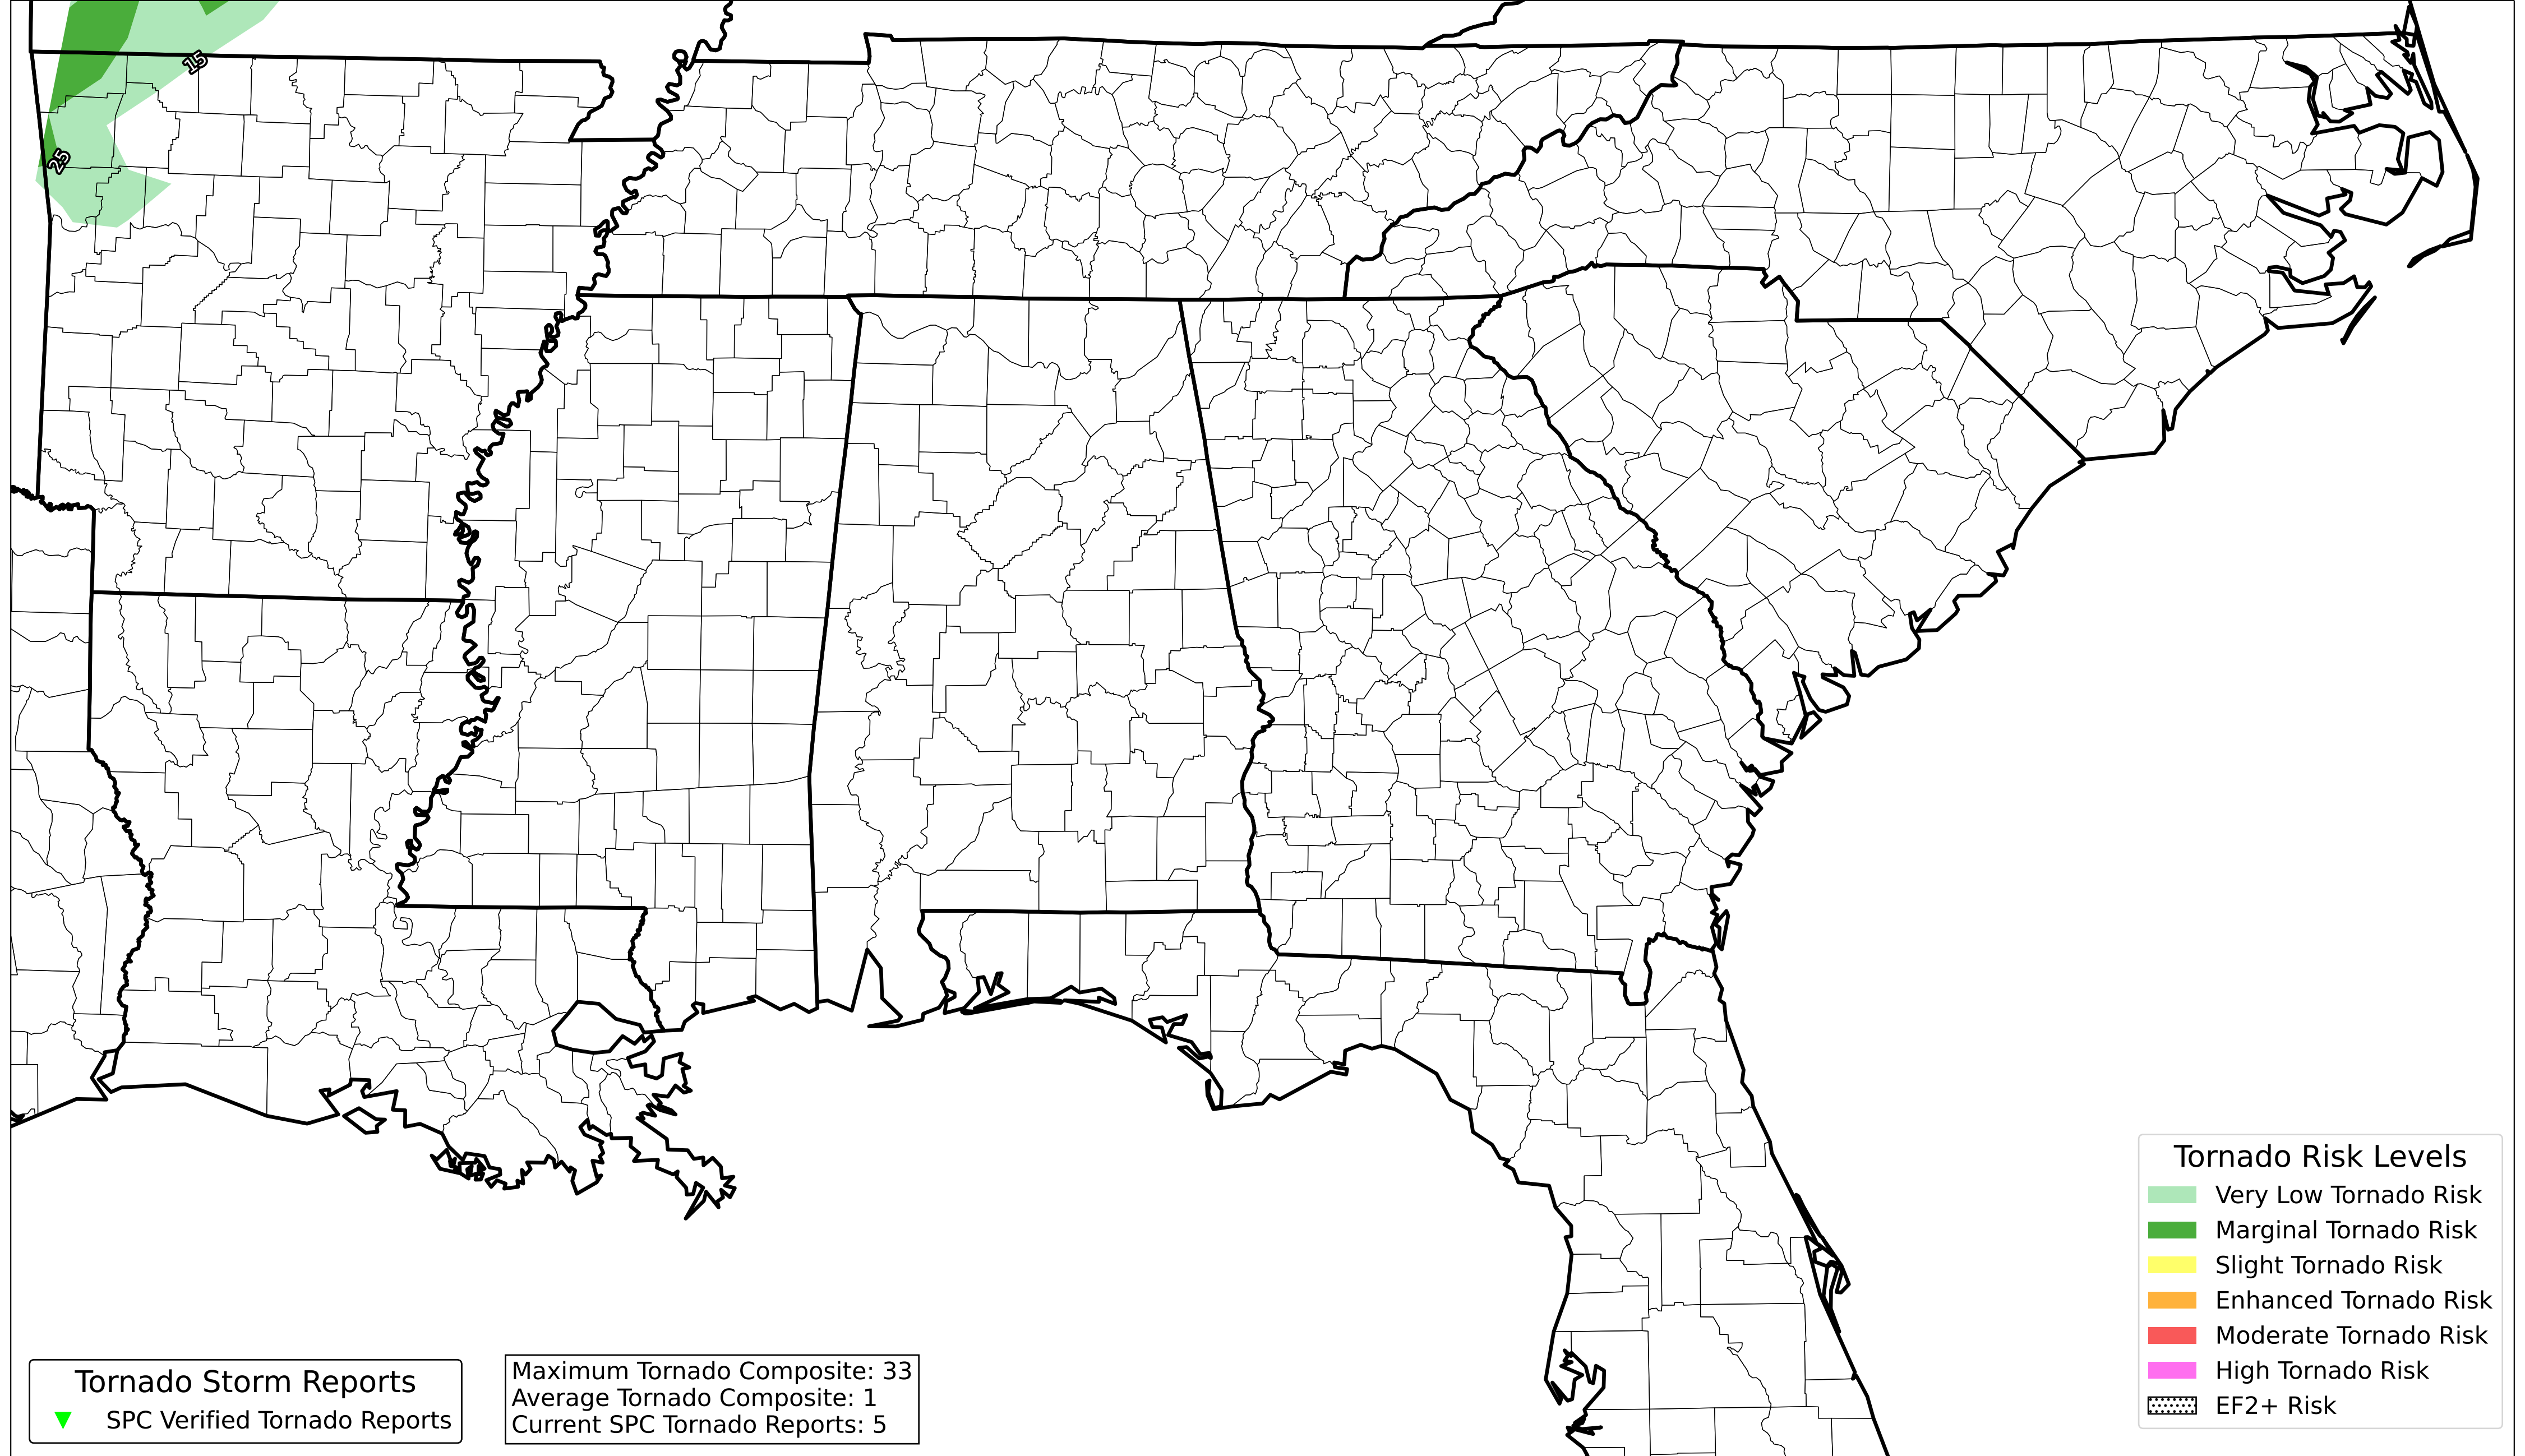 15
25
Tornado Risk Levels
Very Low Tornado Risk
Marginal Tornado Risk
Slight Tornado Risk
Enhanced Tornado Risk
Moderate Tornado Risk
High Tornado Risk
EF2+ Risk
Tornado Storm Reports
SPC Verified Tornado Reports
Maximum Tornado Composite: 33
Average Tornado Composite: 1
Current SPC Tornado Reports: 5